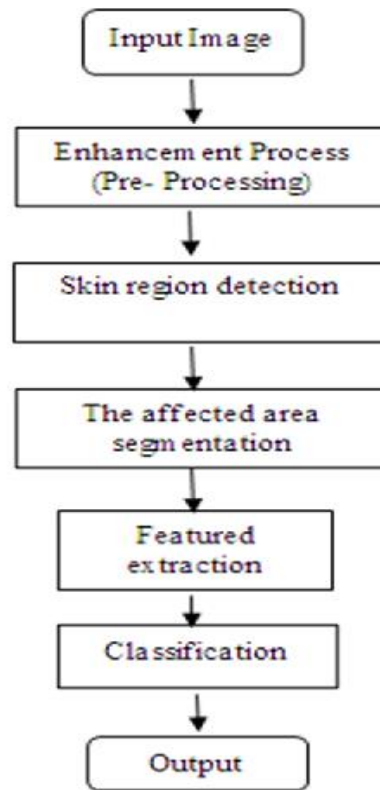 Input Image
Enhancement Process
(Pre- Processing)
Skin region detection
The affected area
segmentation
Featured
extraction
Classification
Output